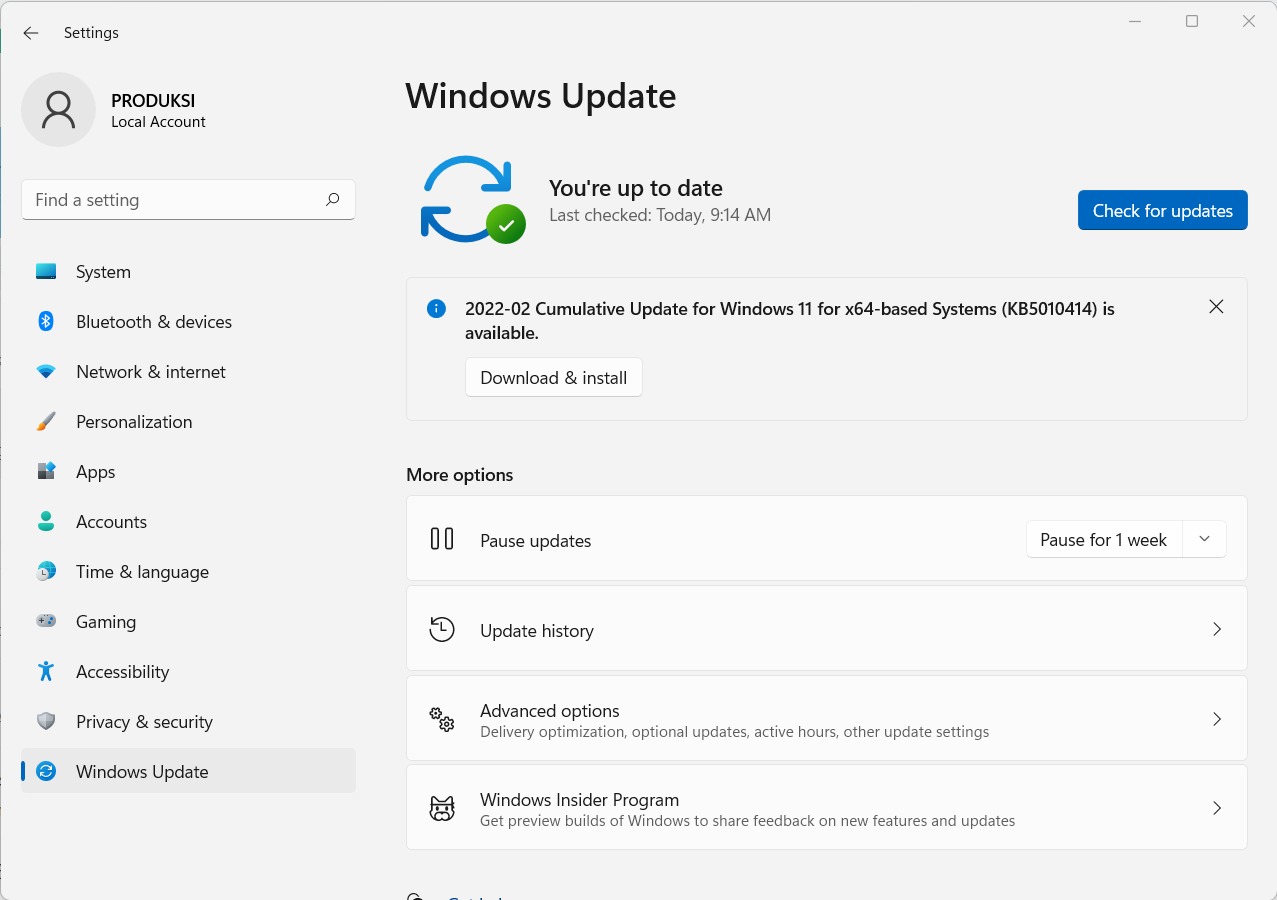 Settings
PRODUKSI
Local Account
Find a setting
System
Bluetooth & devices
Network & internet
Personalization
Apps
Accounts
Time & language
Gaming
Accessibility
Privacy & security
Windows Update
Windows Update
You're up to date
Last checked: Today, 9:14 AM
Check for updates
2022-02 Cumulative Update for Windows 11 for x64-based Systems (KB5010414) is
available.
Download & install
More options
Pause updates
Pause for 1 week
Update history
Advanced options
Delivery optimization, optional updates, active hours, other update settings
Windows Insider Program
Get preview builds of Windows to share feedback on new features and updates